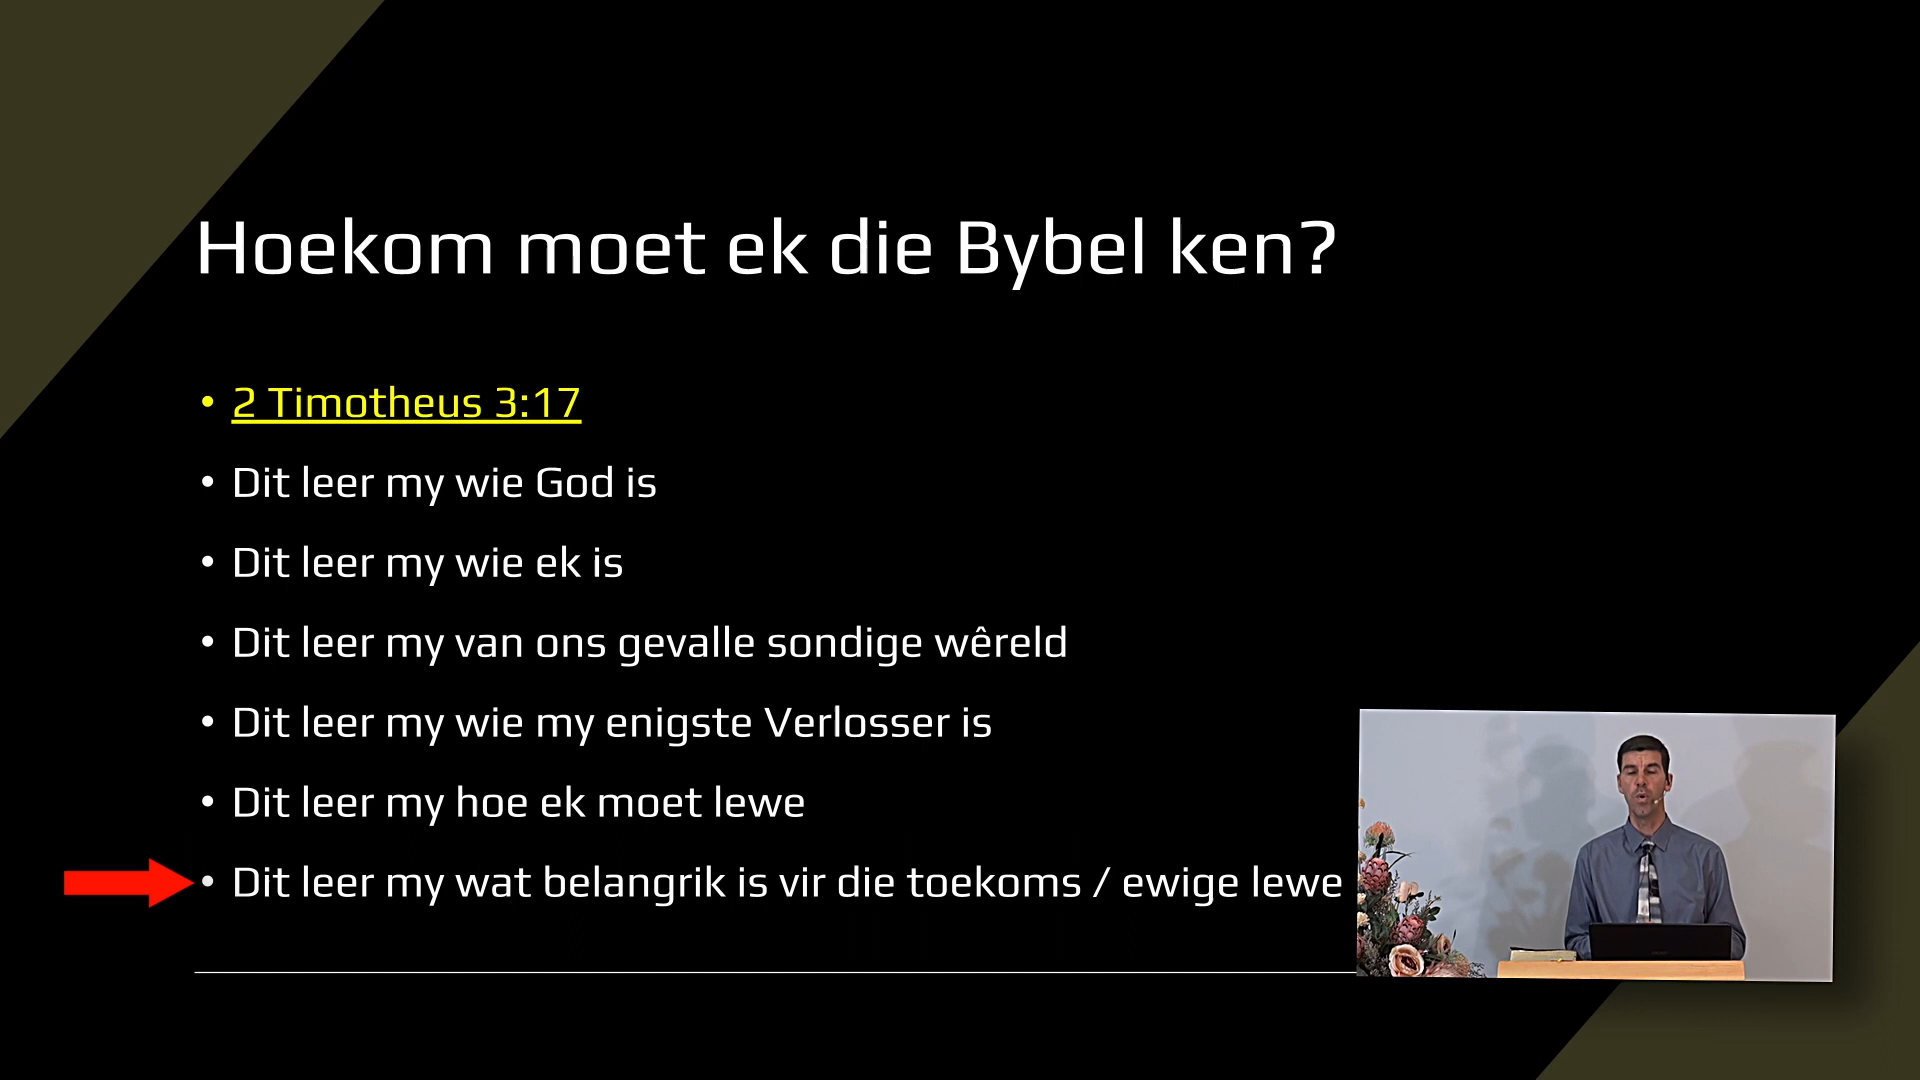 Hoekom moet ek die Bybel ken?
• 2 Timotheus 3:17
• Dit leer my wie God is
• Dit leer my wie ek is
• Dit leer my van ons gevalle sondige wêreld
• Dit leer my wie my enigste Verlosser is
• Dit leer my hoe ek moet lewe
• Dit leer my wat belangrik is vir die toekoms / ewige lewe